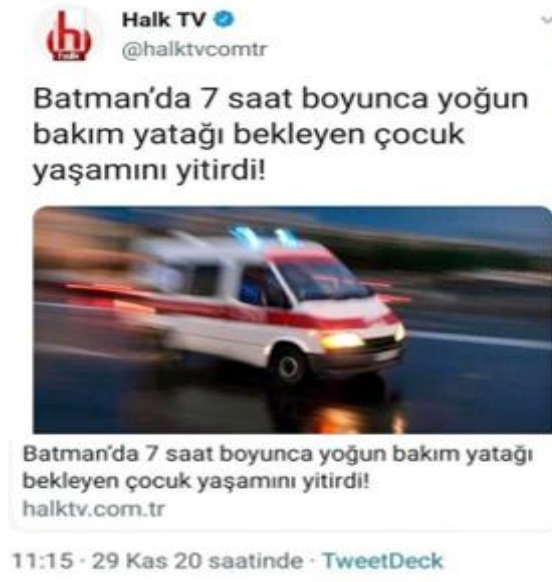 Halk TV
@halktvcomtr
Batman'da 7 saat boyunca yoğun
bakım yatağı bekleyen çocuk
yaşamını yitirdi!
Batman'da 7 saat boyunca yoğun bakım yatağı
bekleyen çocuk yaşamını yitirdi!
halktv.com.tr
11:15 · 29 Kas 20 saatinde · TweetDeck